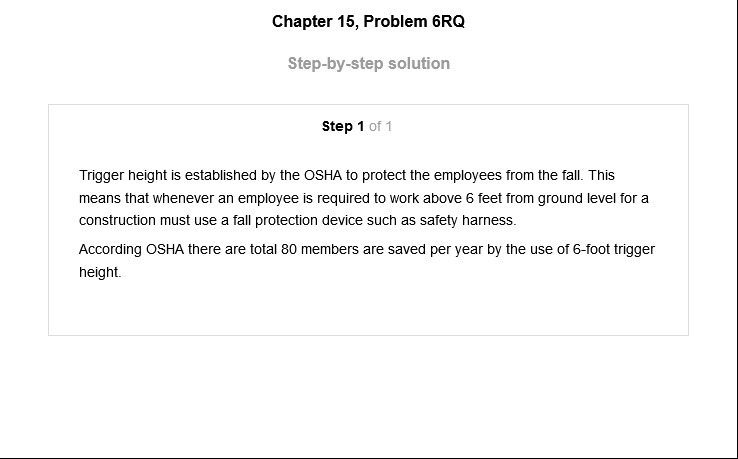 Chapter 15, Problem 6RQ
Step-by-step solution
Step 1 of 1
Trigger height is established by the OSHA to protect the employees from the fall. This
means that whenever an employee is required to work above 6 feet from ground level for a
construction must use a fall protection device such as safety harness.
According OSHA there are total 80 members are saved per year by the use of 6-foot trigger
height.